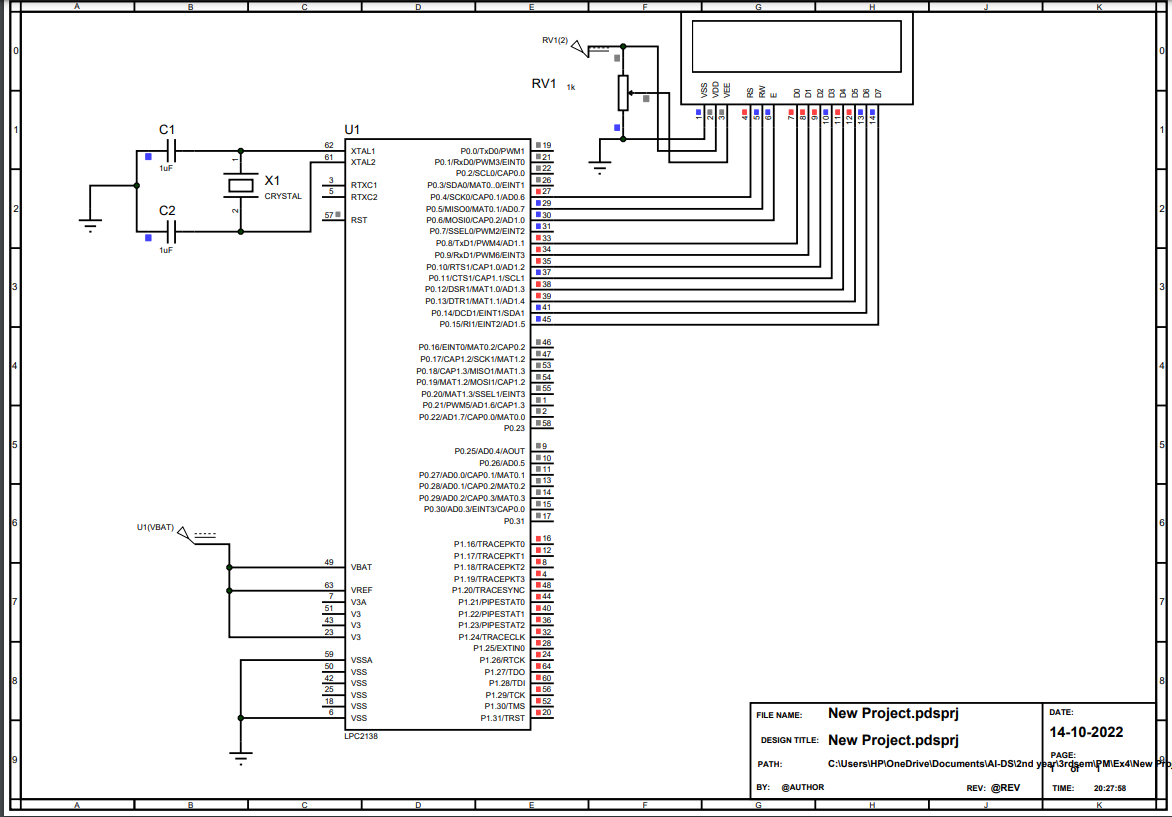 A B C D E F G H J K
0 0
1 1
2 2
3 3
4 4
5 5
6 6
7 7
8 8
9 9
RV1(2)
RV1 1k
VSS VDD VEE RS RW E D0 D1 D2 D3 D4 D5 D6 D7
1 2 3 4 5 6 7 8 9 10 11 12 13 14
C1
1uF
C2
1uF
X1
CRYSTAL
1
2
U1
62 XTAL1
61 XTAL2
3 RTXC1
5 RTXC2
57 RST
P0.0/TxD0/PWM1 19
P0.1/RxD0/PWM3/EINT0 21
P0.2/SCL0/CAP0.0 22
P0.3/SDA0/MAT0..0/EINT1 26
P0.4/SCK0/CAP0.1/AD0.6 27
P0.5/MISO0/MAT0.1/AD0.7 29
P0.6/MOSI0/CAP0.2/AD1.0 30
P0.7/SSEL0/PWM2/EINT2 31
P0.8/TxD1/PWM4/AD1.1 33
P0.9/RxD1/PWM6/EINT3 34
P0.10/RTS1/CAP1.0/AD1.2 35
P0.11/CTS1/CAP1.1/SCL1 37
P0.12/DSR1/MAT1.0/AD1.3 38
P0.13/DTR1/MAT1.1/AD1.4 39
P0.14/DCD1/EINT1/SDA1 41
P0.15/RI1/EINT2/AD1.5 45
P0.16/EINT0/MAT0.2/CAP0.2 46
P0.17/CAP1.2/SCK1/MAT1.2 47
P0.18/CAP1.3/MISO1/MAT1.3 53
P0.19/MAT1.2/MOSI1/CAP1.2 54
P0.20/MAT1.3/SSEL1/EINT3 55
P0.21/PWM5/AD1.6/CAP1.3 1
P0.22/AD1.7/CAP0.0/MAT0.0 2
P0.23 58
P0.25/AD0.4/AOUT 9
P0.26/AD0.5 10
P0.27/AD0.0/CAP0.1/MAT0.1 11
P0.28/AD0.1/CAP0.2/MAT0.2 13
P0.29/AD0.2/CAP0.3/MAT0.3 14
P0.30/AD0.3/EINT3/CAP0.0 15
P0.31 17
P1.16/TRACEPKT0 16
P1.17/TRACEPKT1 12
P1.18/TRACEPKT2 8
P1.19/TRACEPKT3 4
P1.20/TRACESYNC 48
P1.21/PIPESTAT0 44
P1.22/PIPESTAT1 40
P1.23/PIPESTAT2 36
P1.24/TRACECLK 32
P1.25/EXTIN0 28
P1.26/RTCK 24
P1.27/TDO 64
P1.28/TDI 60
P1.29/TCK 56
P1.30/TMS 52
P1.31/TRST 20
U1(VBAT)
49 VBAT
63 VREF
7 V3A
51 V3
43 V3
23 V3
59 VSSA
50 VSS
42 VSS
25 VSS
18 VSS
6 VSS
LPC2138
FILE NAME: New Project.pdsprj
DESIGN TITLE: New Project.pdsprj
PATH: C:\Users\HP\OneDrive\Documents\AI-DS\2nd year\3rdsem\PM\Ex4\New Pro
BY: @AUTHOR REV: @REV
DATE:
14-10-2022
PAGE:
1 of 1
TIME: 20:27:58
A B C D E F G H J K